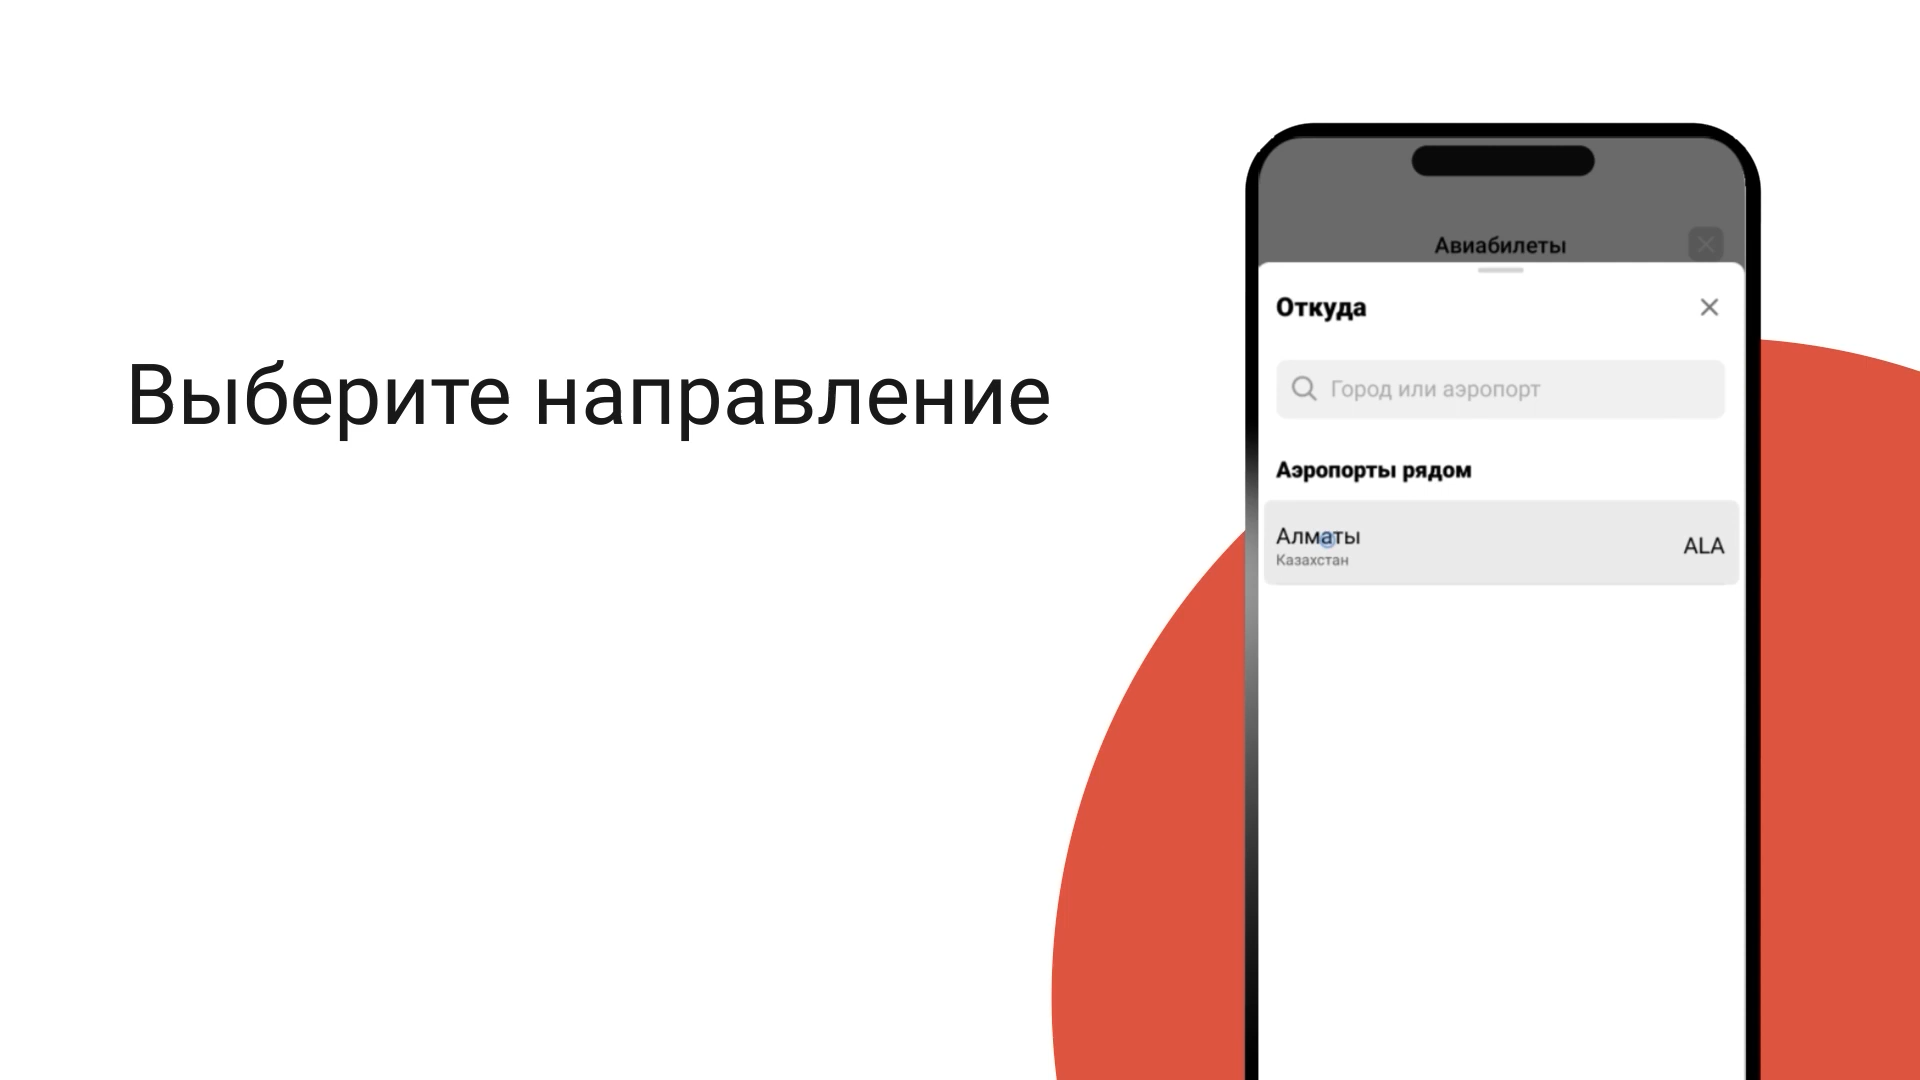 Выберите направление
Авиабилеты
Откуда
Город или аэропорт
Аэропорты рядом
Алматы
Казахстан
ALA